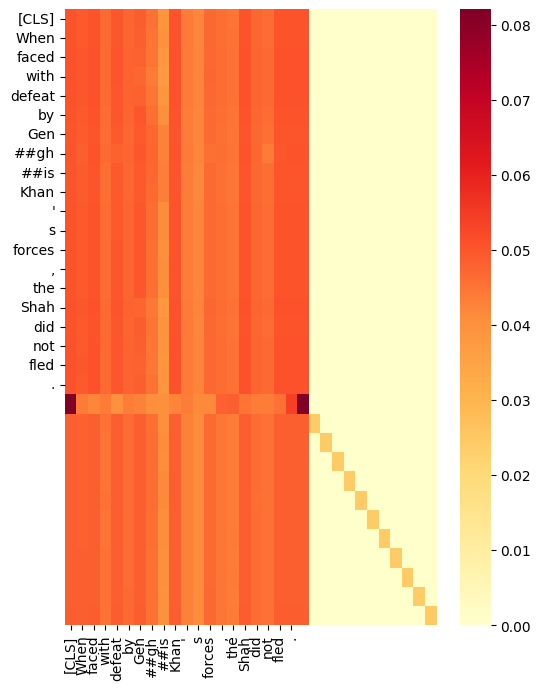 [CLS]
When
faced
with
defeat
by
Gen
##gh
##is
Khan
'
s
forces
,
the
Shah
did
not
fled
.
0.08
0.07
0.06
0.05
0.04
0.03
0.02
0.01
0.00
[CLS]
When
faced
with
defeat
by
Gen
##gh
##is
Khan
'
s
forces
,
the
Shah
did
not
fled
.